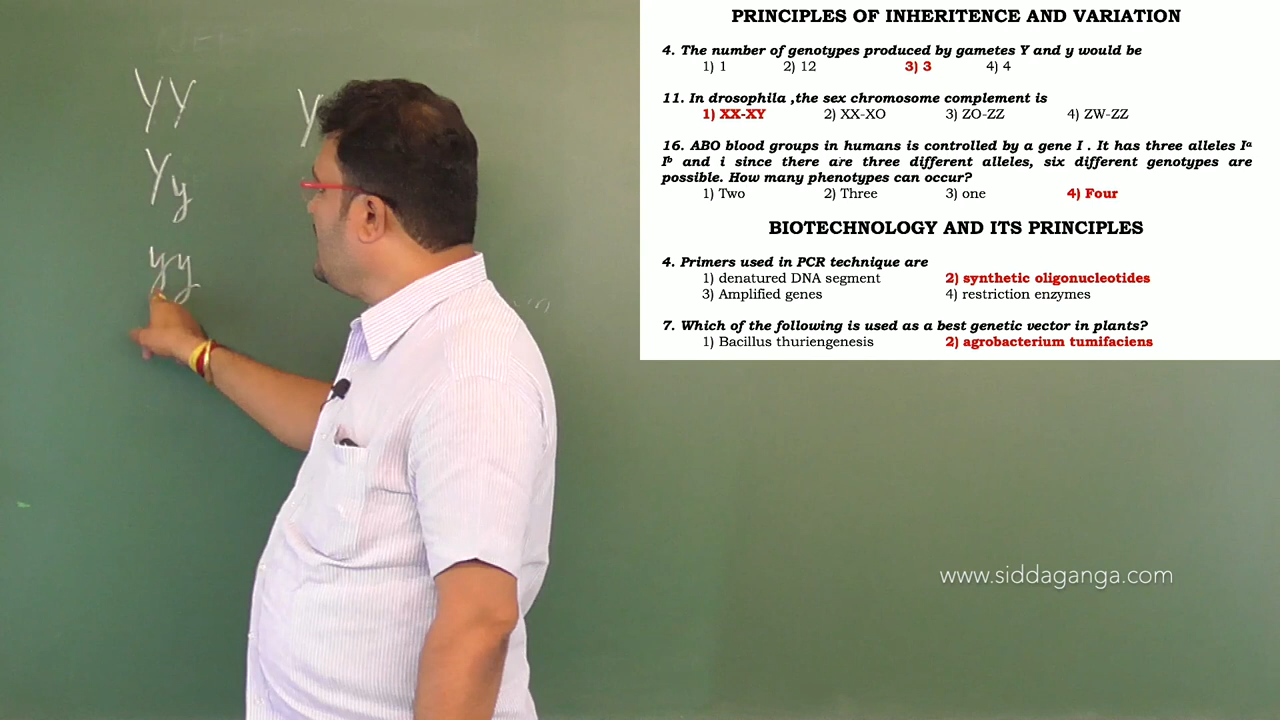 YY
Yy
yy
Y
PRINCIPLES OF INHERITENCE AND VARIATION
4. The number of genotypes produced by gametes Y and y would be
1) 1 2) 12 3) 3 4) 4
11. In drosophila ,the sex chromosome complement is
1) XX-XY 2) XX-XO 3) ZO-ZZ 4) ZW-ZZ
16. ABO blood groups in humans is controlled by a gene I . It has three alleles Iᵃ
Iᵇ and i since there are three different alleles, six different genotypes are
possible. How many phenotypes can occur?
1) Two 2) Three 3) one 4) Four
BIOTECHNOLOGY AND ITS PRINCIPLES
4. Primers used in PCR technique are
1) denatured DNA segment 2) synthetic oligonucleotides
3) Amplified genes 4) restriction enzymes
7. Which of the following is used as a best genetic vector in plants?
1) Bacillus thuriengenesis 2) agrobacterium tumifaciens
www.siddaganga.com